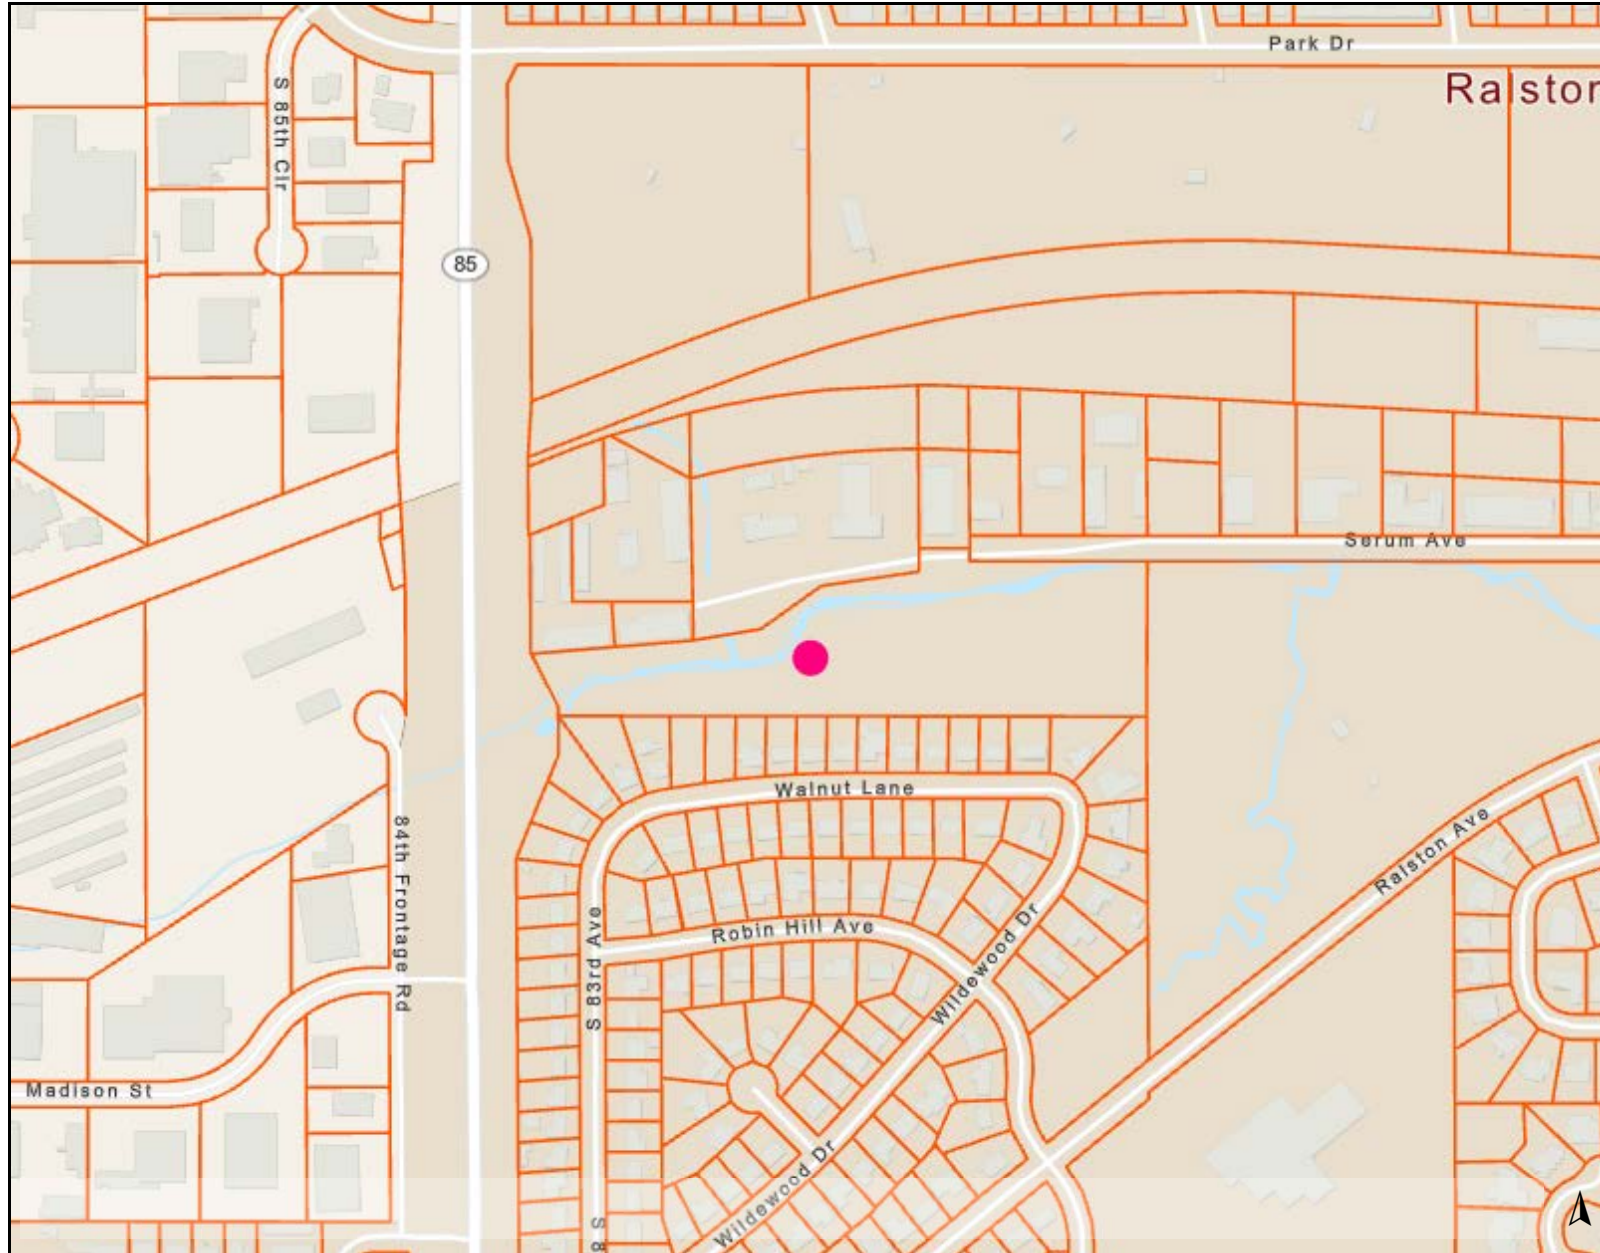 Park Dr
Ralston
S 85th Cir
85
Serum Ave
Walnut Lane
84th Frontage Rd
Ralston Ave
Robin Hill Ave
S 83rd Ave
Wildewood Dr
Madison St
Wildewood Dr
S 8